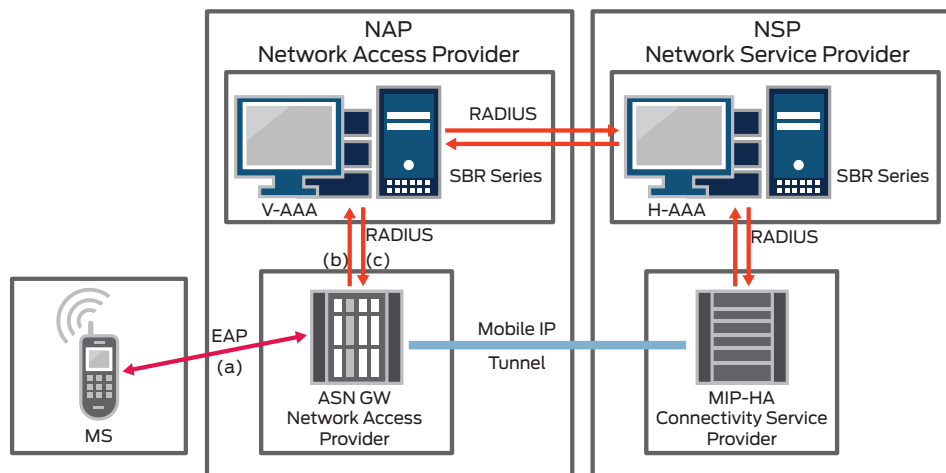 NAP
Network Access Provider
NSP
Network Service Provider
RADIUS
SBR Series
SBR Series
V-AAA
H-AAA
RADIUS
RADIUS
(b)
(c)
EAP
(a)
Mobile IP
Tunnel
MS
ASN GW
Network Access
Provider
MIP-HA
Connectivity Service
Provider